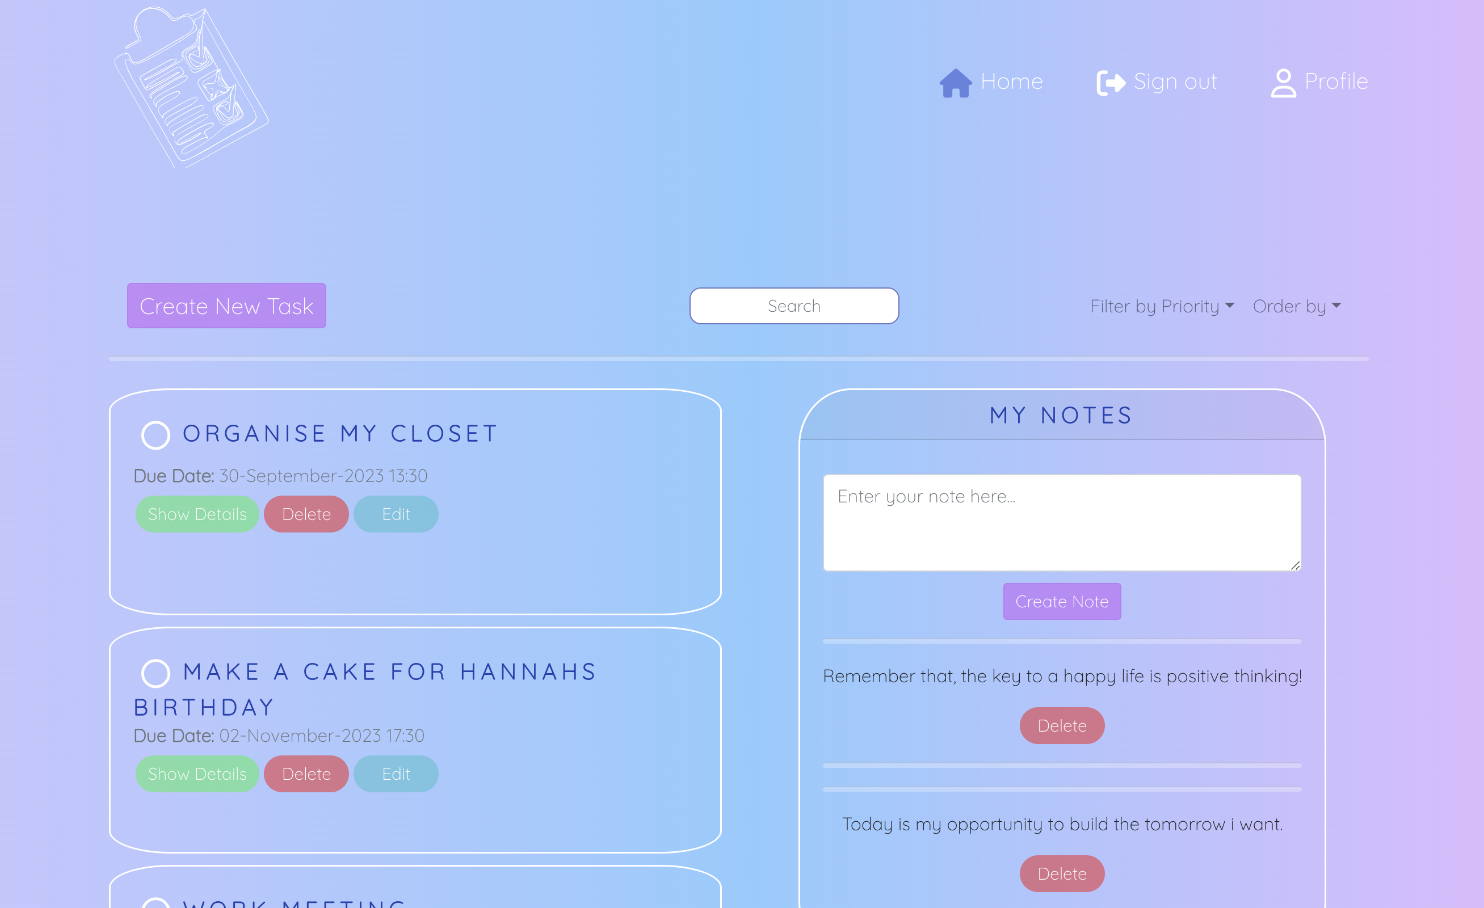 Home
Sign out
Profile
Create New Task
Search
Filter by Priority
Order by
ORGANISE MY CLOSET
Due Date: 30-September-2023 13:30
Show Details
Delete
Edit
MAKE A CAKE FOR HANNAHS
BIRTHDAY
Due Date: 02-November-2023 17:30
Show Details
Delete
Edit
WORK MEETING
MY NOTES
Enter your note here...
Create Note
Remember that, the key to a happy life is positive thinking!
Delete
Today is my opportunity to build the tomorrow i want.
Delete